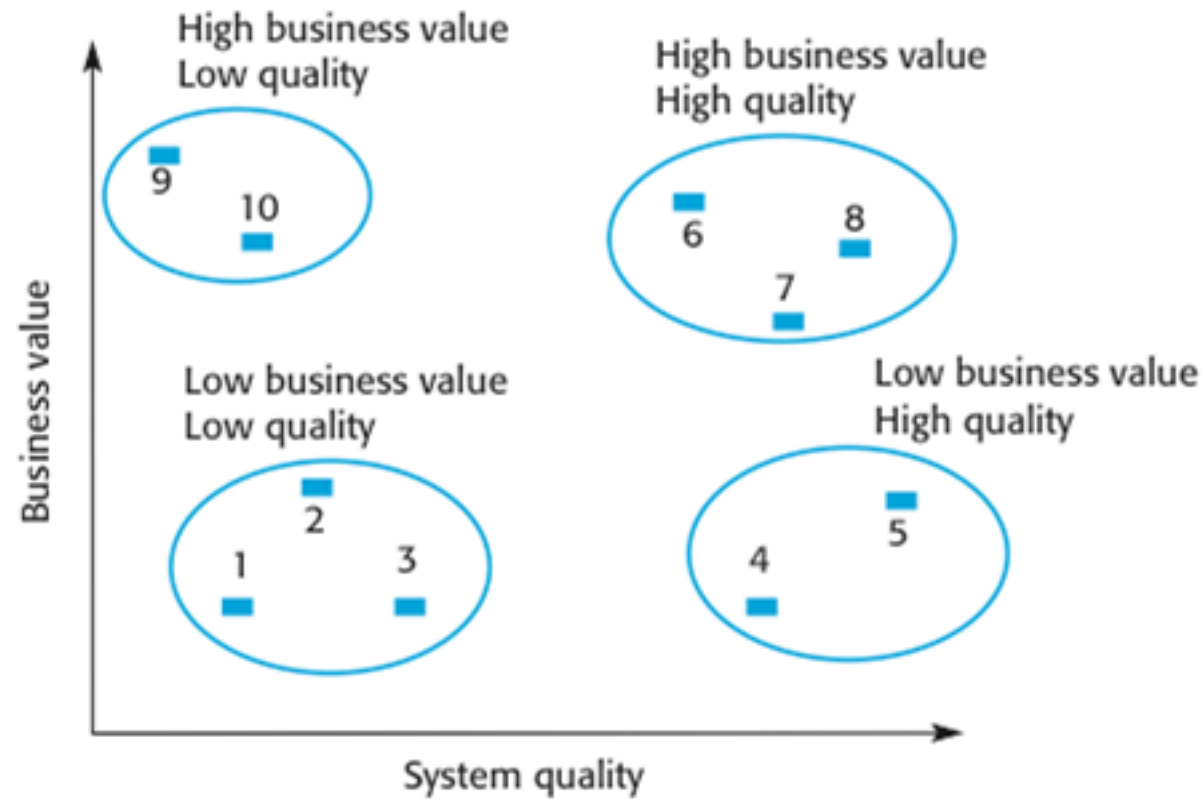 High business value
Low quality
High business value
High quality
9
10
6
8
7
Business value
Low business value
Low quality
Low business value
High quality
2
1
3
5
4
System quality